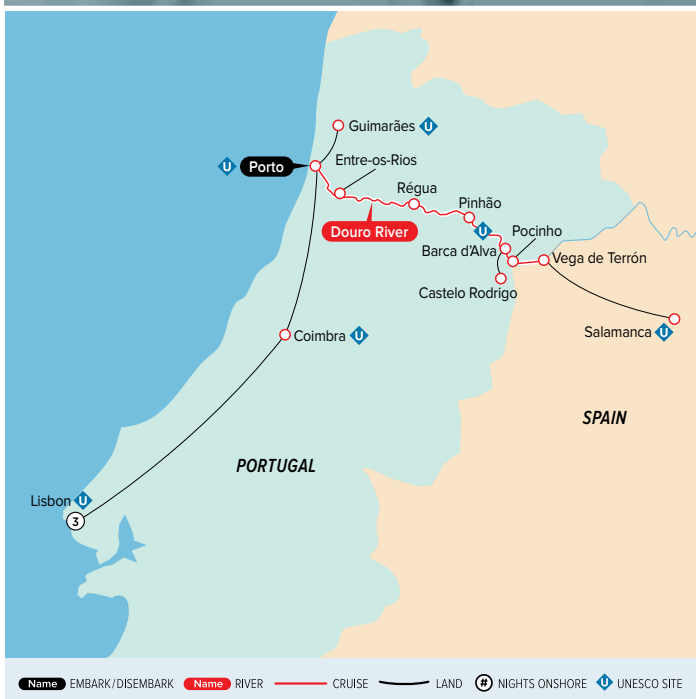 Guimarães U
U Porto
Entre-os-Rios
Régua
Pinhão
Douro River
U
Pocinho
Barca d'Alva
Vega de Terrón
Castelo Rodrigo
Coimbra U
Salamanca U
SPAIN
PORTUGAL
Lisbon U
3
Name EMBARK/DISEMBARK Name RIVER CRUISE LAND # NIGHTS ONSHORE U UNESCO SITE